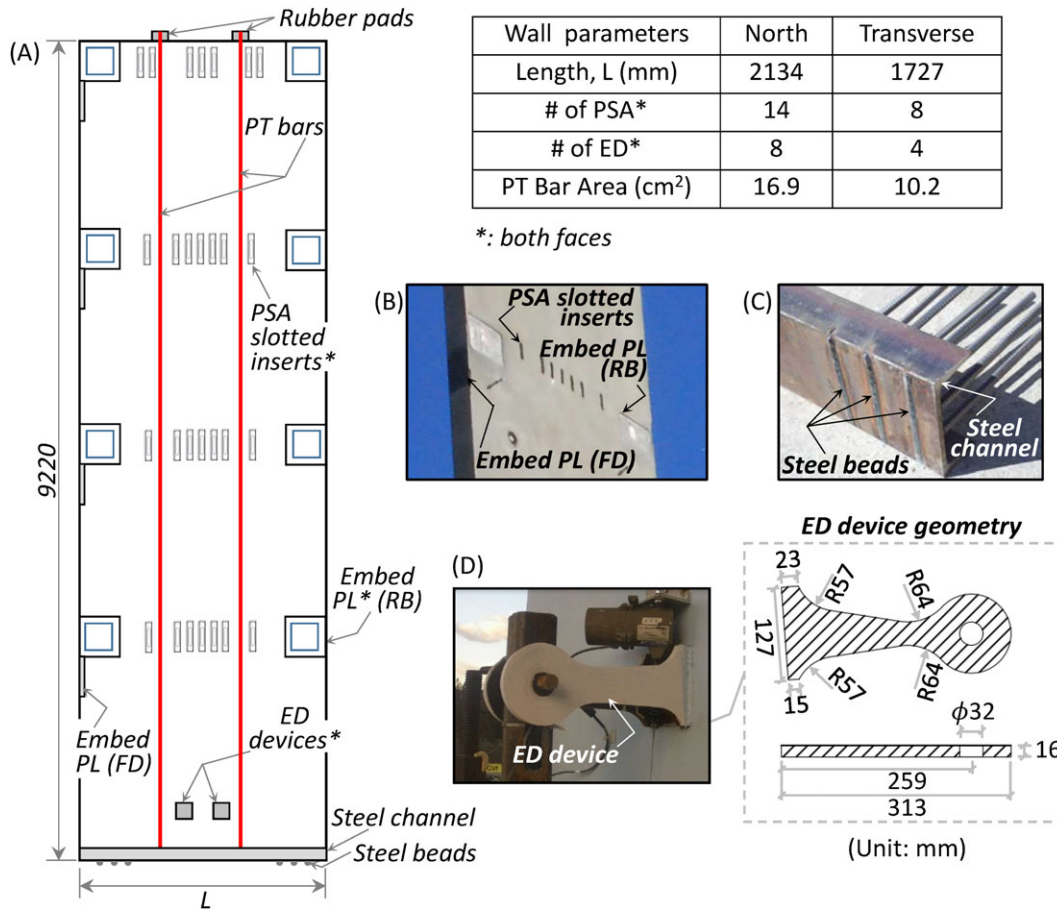 (A)
Rubber pads
PT bars
PSA
slotted
inserts*
9220
Embed
PL* (RB)
Embed
PL (FD)
ED
devices*
Steel channel
Steel beads
L
Wall parameters North Transverse
Length, L (mm) 2134 1727
# of PSA* 14 8
# of ED* 8 4
PT Bar Area (cm²) 16.9 10.2
*: both faces
(B)
PSA slotted
inserts
Embed PL
(RB)
Embed PL (FD)
(C)
Steel
channel
Steel beads
(D)
ED device
ED device geometry
23
R57
R64
127
R57
R64
15
ϕ32
16
259
313
(Unit: mm)